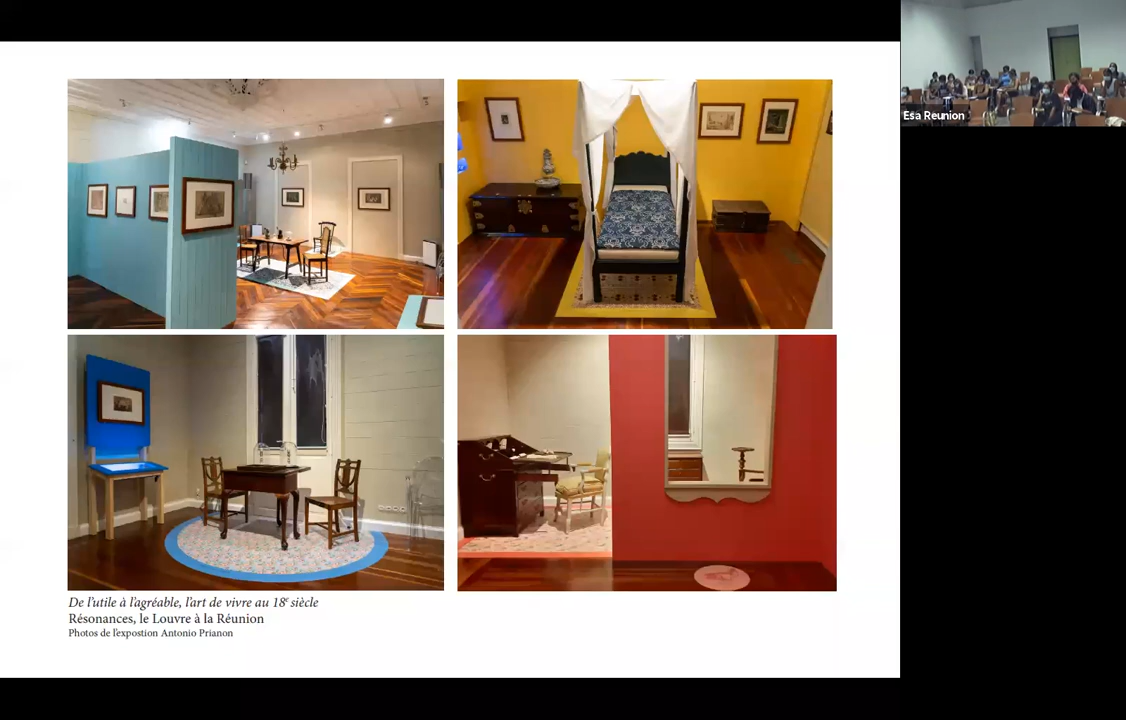 Esa Reunion
De l'utile à l'agréable, l'art de vivre au 18e siècle
Résonances, le Louvre à la Réunion
Photos de l'expostion Antonio Prianon